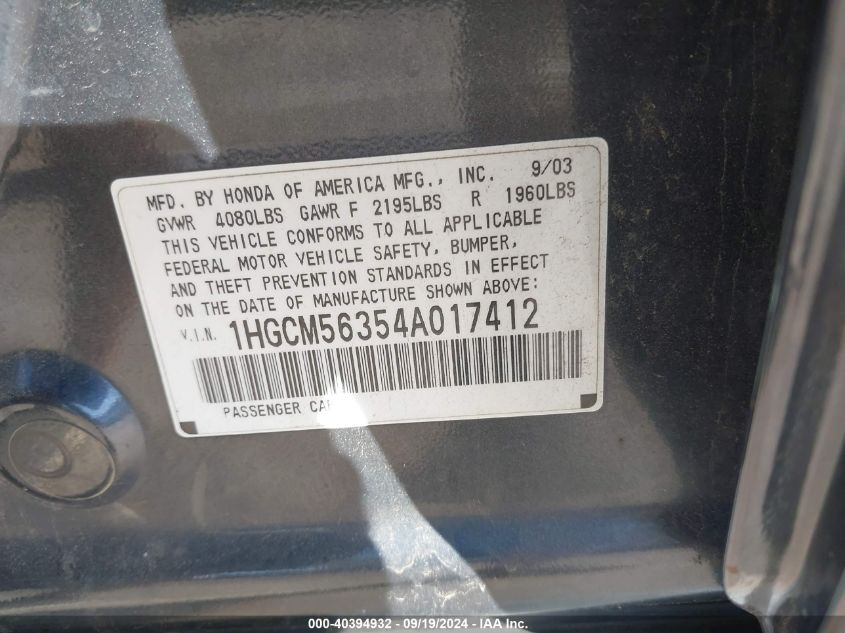 MFD. BY HONDA OF AMERICA MFG., INC. 9/03
GVWR 4080LBS GAWR F 2195LBS R 1960LBS
THIS VEHICLE CONFORMS TO ALL APPLICABLE
FEDERAL MOTOR VEHICLE SAFETY, BUMPER,
AND THEFT PREVENTION STANDARDS IN EFFECT
ON THE DATE OF MANUFACTURE SHOWN ABOVE:
V.I.N. 1HGCM56354A017412
PASSENGER
000-40394932 - 09/19/2024 - IAA Inc.